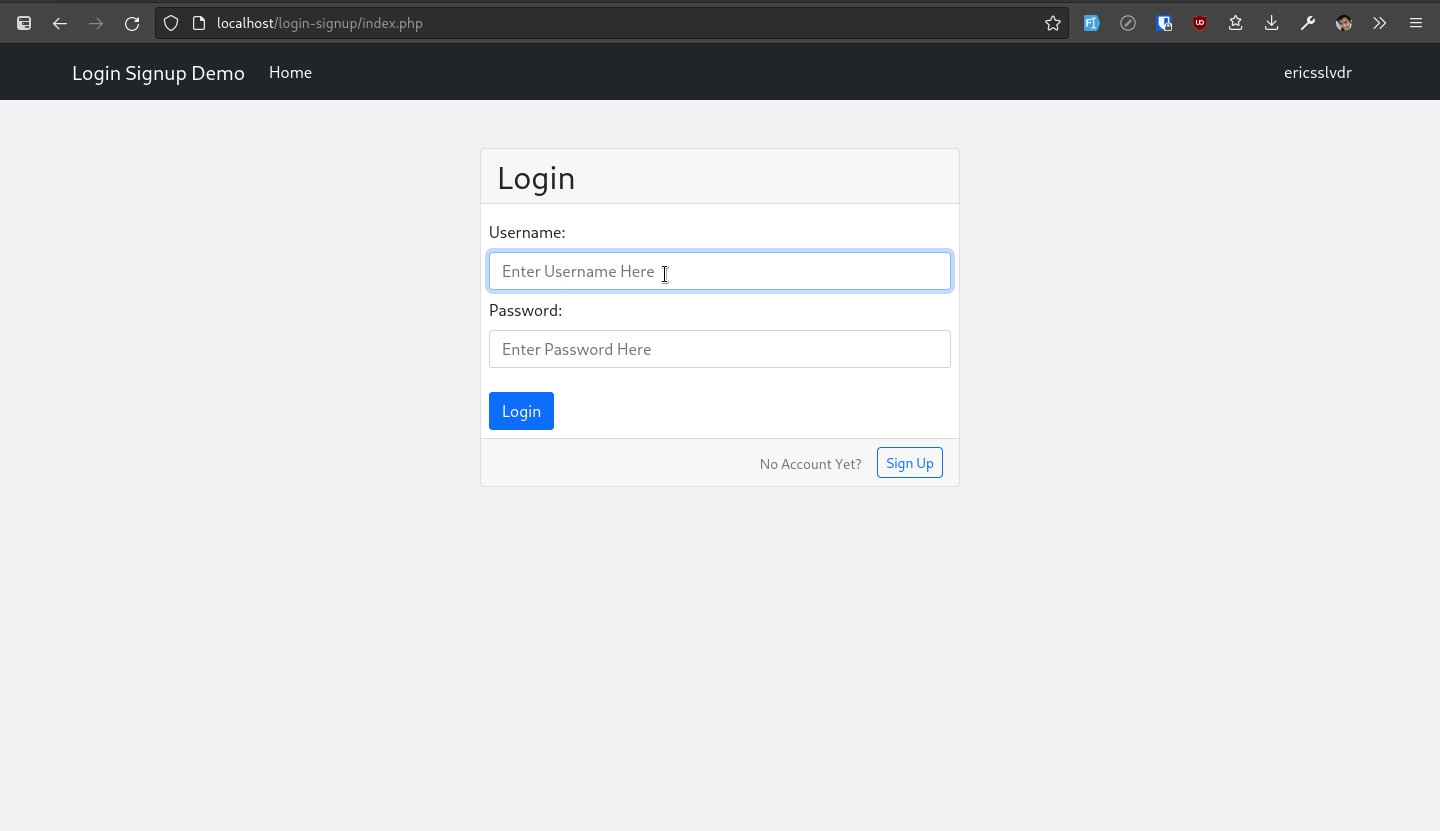 localhost/login-signup/index.php
Login Signup Demo Home ericsslvdr
Login
Username:
Enter Username Here
Password:
Enter Password Here
Login
No Account Yet? Sign Up